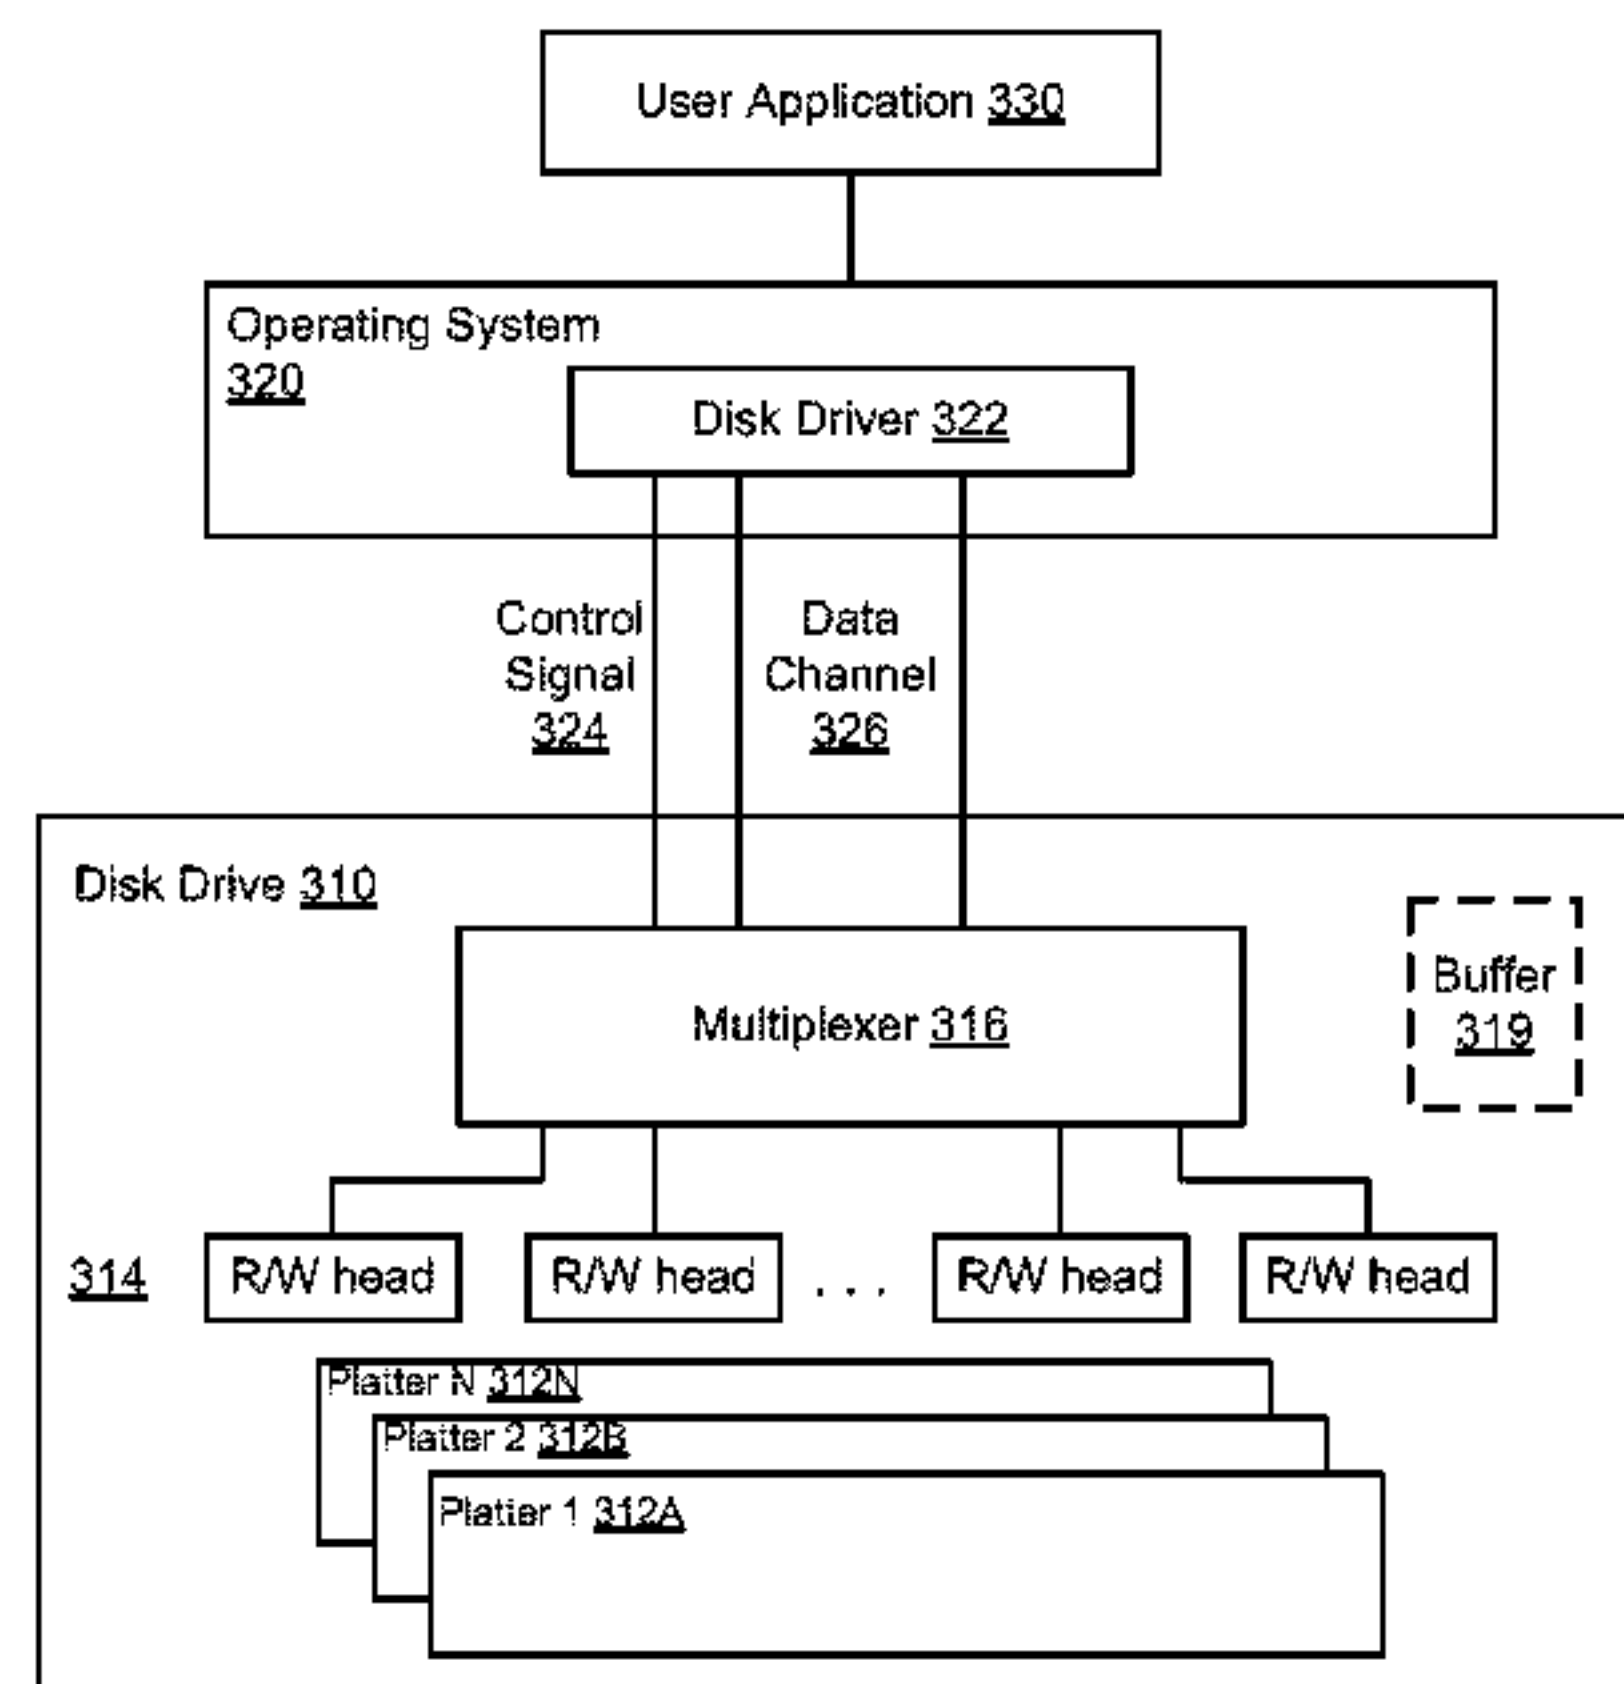 User Application 330
Operating System
320
Disk Driver 322
Control
Signal
324
Data
Channel
326
Disk Drive 310
Buffer
319
Multiplexer 316
314
R/W head
R/W head
. . .
R/W head
R/W head
Platter N 312N
Platter 2 312B
Platter 1 312A